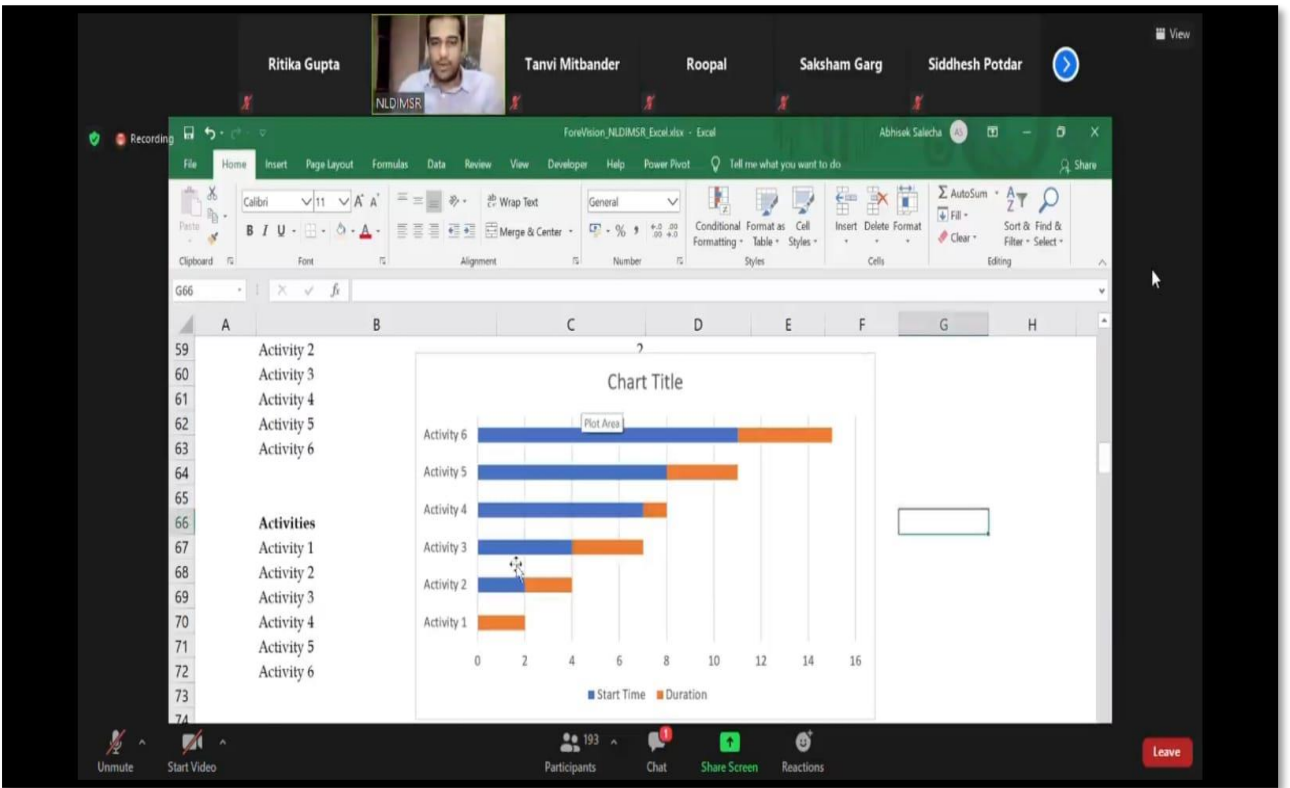 View
Ritika Gupta
NLDIMSR
Tanvi Mitbander
Roopal
Saksham Garg
Siddhesh Potdar
Recording
ForeVision_NLDIMSR_Excel.xlsx - Excel
Abhisek Salecha AS
File Home Insert Page Layout Formulas Data Review View Developer Help Power Pivot Tell me what you want to do Share
Paste
Calibri 11 A A
B I U A
Wrap Text
Merge & Center
General
% ,
Conditional Formatting
Format as Table
Cell Styles
Insert Delete Format
AutoSum
Fill
Clear
Sort & Filter
Find & Select
Clipboard Font Alignment Number Styles Cells Editing
G66 fx
A B C D E F G H
59 Activity 2 2
60 Activity 3
61 Activity 4
62 Activity 5
63 Activity 6
64
65
66 Activities
67 Activity 1
68 Activity 2
69 Activity 3
70 Activity 4
71 Activity 5
72 Activity 6
73
74
Chart Title
Plot Area
Activity 6
Activity 5
Activity 4
Activity 3
Activity 2
Activity 1
0 2 4 6 8 10 12 14 16
Start Time Duration
Unmute
Start Video
193
Participants
1
Chat
Share Screen
Reactions
Leave